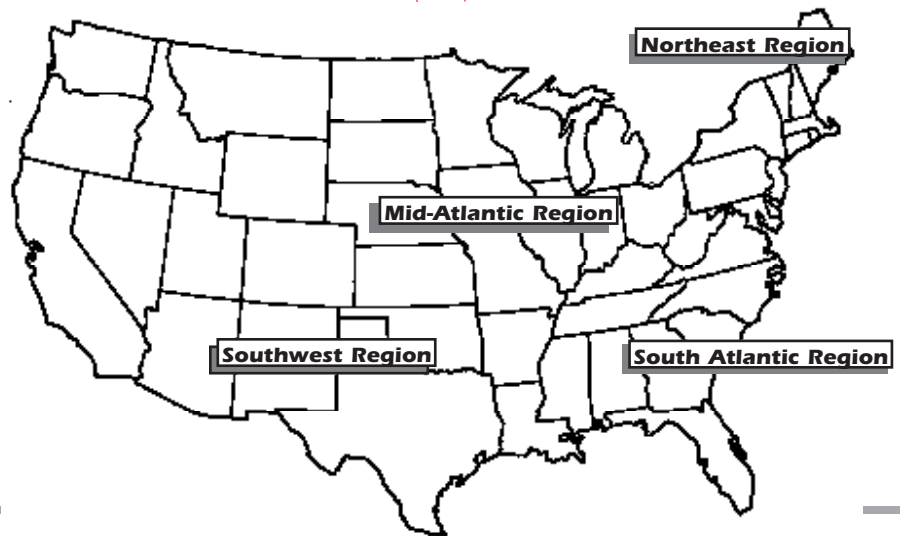 Northeast Region
Mid-Atlantic Region
Southwest Region
South Atlantic Region